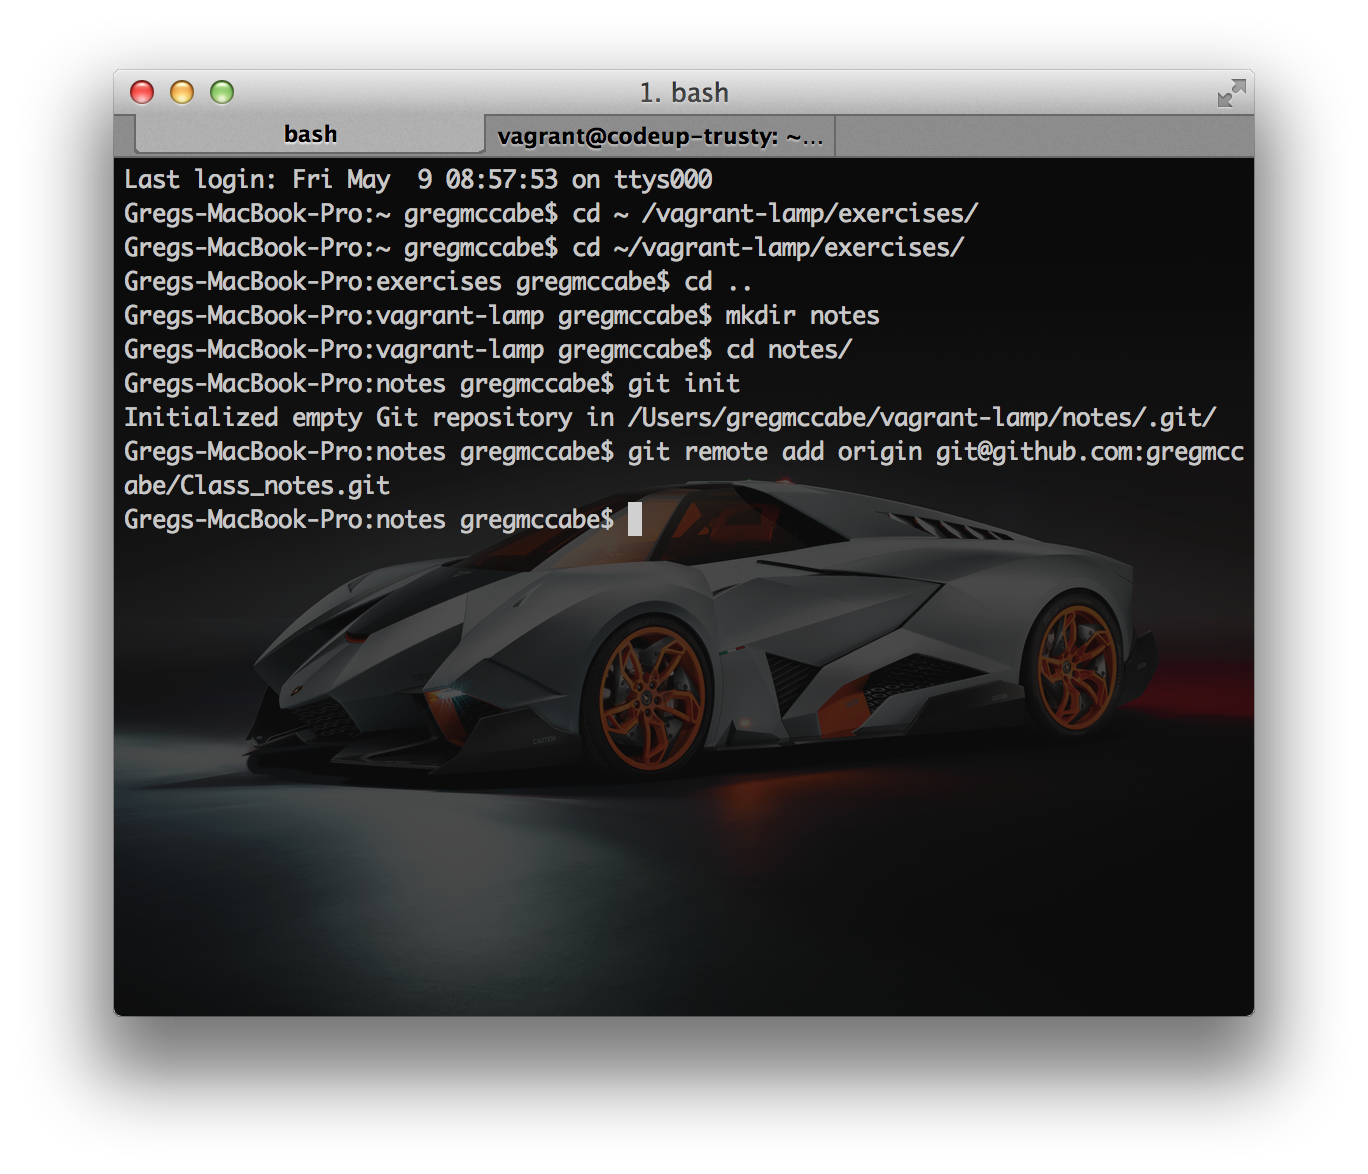 1. bash
bash
vagrant@codeup-trusty: ~...
Last login: Fri May  9 08:57:53 on ttys000
Gregs-MacBook-Pro:~ gregmccabe$ cd ~ /vagrant-lamp/exercises/
Gregs-MacBook-Pro:~ gregmccabe$ cd ~/vagrant-lamp/exercises/
Gregs-MacBook-Pro:exercises gregmccabe$ cd ..
Gregs-MacBook-Pro:vagrant-lamp gregmccabe$ mkdir notes
Gregs-MacBook-Pro:vagrant-lamp gregmccabe$ cd notes/
Gregs-MacBook-Pro:notes gregmccabe$ git init
Initialized empty Git repository in /Users/gregmccabe/vagrant-lamp/notes/.git/
Gregs-MacBook-Pro:notes gregmccabe$ git remote add origin git@github.com:gregmcc
abe/Class_notes.git
Gregs-MacBook-Pro:notes gregmccabe$
CAUTION